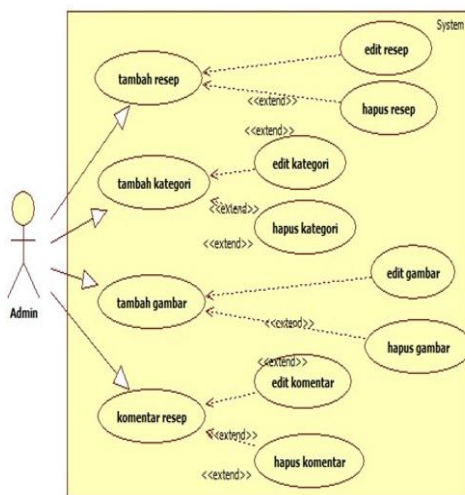 System
edit resep
tambah resep
<<extend>>
hapus resep
<<extend>>
edit kategori
tambah kategori
<<extend>>
hapus kategori
<<extend>>
edit gambar
Admin
tambah gambar
<<extend>>
hapus gambar
<<extend>>
edit komentar
komentar resep
<<extend>>
hapus komentar
<<extend>>